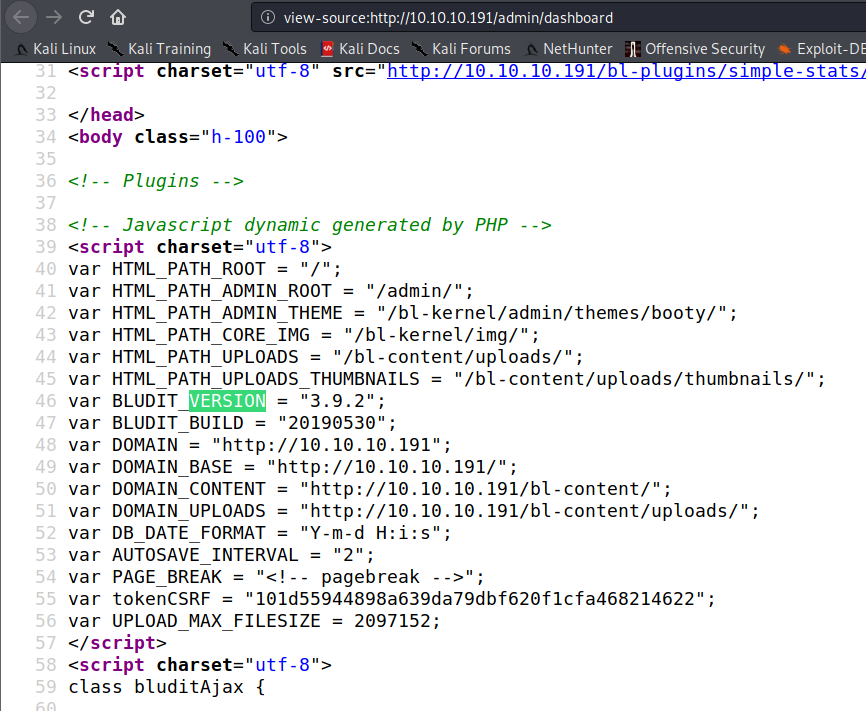 view-source:http://10.10.10.191/admin/dashboard
Kali Linux Kali Training Kali Tools Kali Docs Kali Forums NetHunter Offensive Security Exploit-DB
31 <script charset="utf-8" src="http://10.10.10.191/bl-plugins/simple-stats/
32
33 </head>
34 <body class="h-100">
35
36 <!-- Plugins -->
37
38 <!-- Javascript dynamic generated by PHP -->
39 <script charset="utf-8">
40 var HTML_PATH_ROOT = "/";
41 var HTML_PATH_ADMIN_ROOT = "/admin/";
42 var HTML_PATH_ADMIN_THEME = "/bl-kernel/admin/themes/booty/";
43 var HTML_PATH_CORE_IMG = "/bl-kernel/img/";
44 var HTML_PATH_UPLOADS = "/bl-content/uploads/";
45 var HTML_PATH_UPLOADS_THUMBNAILS = "/bl-content/uploads/thumbnails/";
46 var BLUDIT_VERSION = "3.9.2";
47 var BLUDIT_BUILD = "20190530";
48 var DOMAIN = "http://10.10.10.191";
49 var DOMAIN_BASE = "http://10.10.10.191/";
50 var DOMAIN_CONTENT = "http://10.10.10.191/bl-content/";
51 var DOMAIN_UPLOADS = "http://10.10.10.191/bl-content/uploads/";
52 var DB_DATE_FORMAT = "Y-m-d H:i:s";
53 var AUTOSAVE_INTERVAL = "2";
54 var PAGE_BREAK = "<!-- pagebreak -->";
55 var tokenCSRF = "101d55944898a639da79dbf620f1cfa468214622";
56 var UPLOAD_MAX_FILESIZE = 2097152;
57 </script>
58 <script charset="utf-8">
59 class bluditAjax {
60